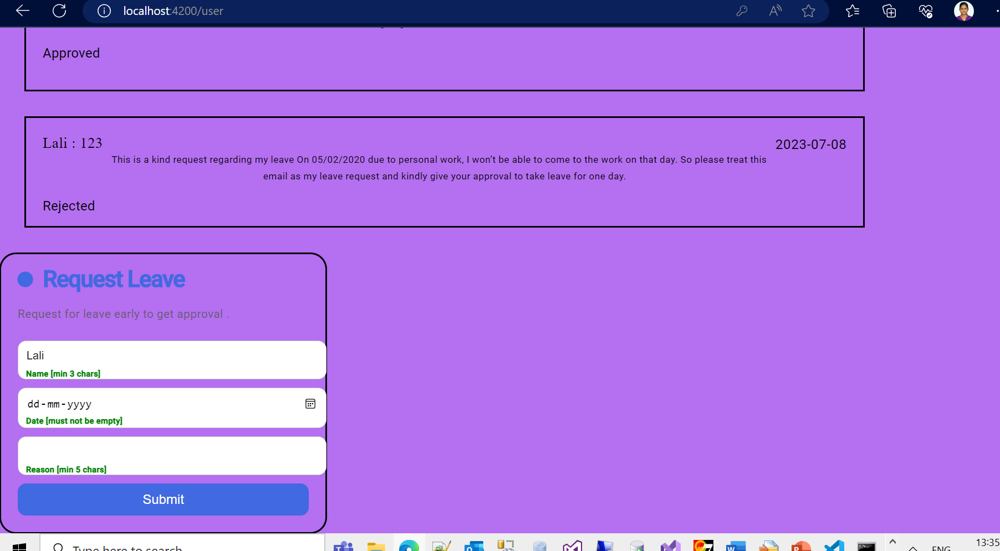 localhost:4200/user
Approved
Lali : 123
2023-07-08
This is a kind request regarding my leave On 05/02/2020 due to personal work, I won’t be able to come to the work on that day. So please treat this
email as my leave request and kindly give your approval to take leave for one day.
Rejected
Request Leave
Request for leave early to get approval .
Lali
Name [min 3 chars]
dd-mm-yyyy
Date [must not be empty]
Reason [min 5 chars]
Submit
Type here to search
ENG
13:35